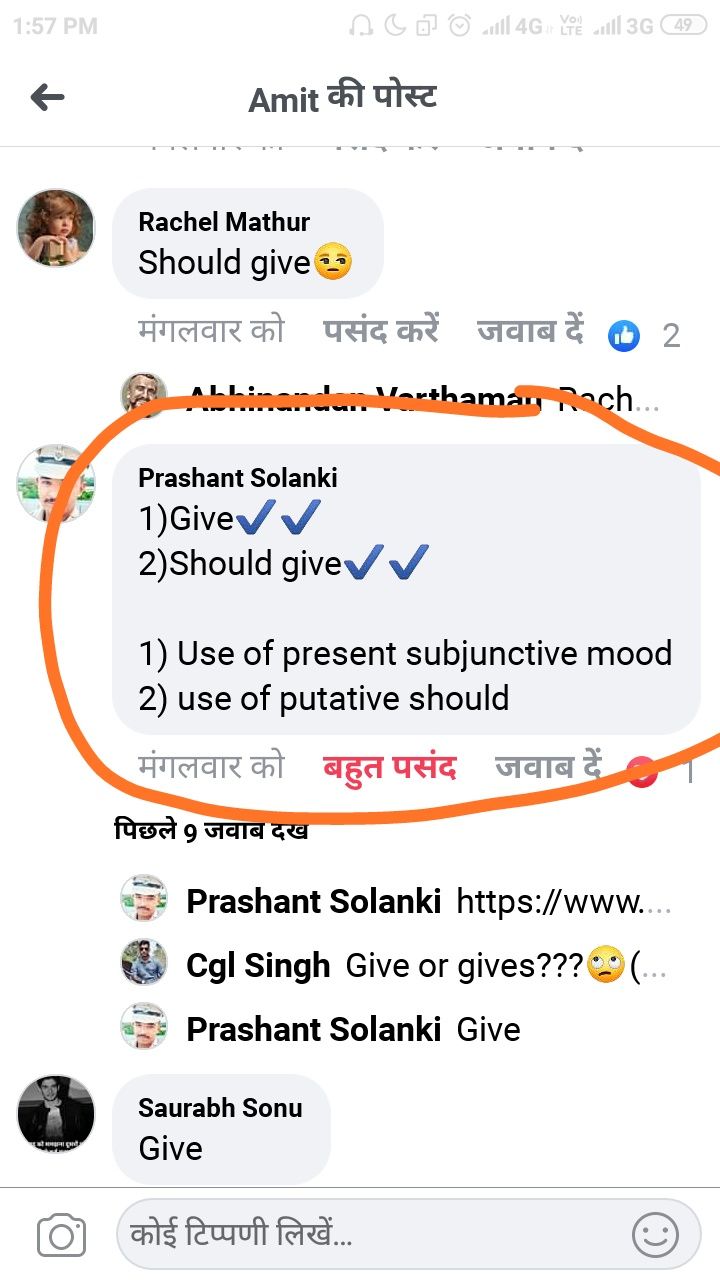 1:57 PM 4G Vo) LTE 3G 49
Amit की पोस्ट
Rachel Mathur
Should give😒
मंगलवार को पसंद करें जवाब दें 2
Abhinandan Varthaman Rach...
Prashant Solanki
1)Give✔✔
2)Should give✔✔
1) Use of present subjunctive mood
2) use of putative should
मंगलवार को बहुत पसंद जवाब दें 1
पिछले 9 जवाब देखें
Prashant Solanki https://www....
Cgl Singh Give or gives???🙄(...
Prashant Solanki Give
Saurabh Sonu
Give
कोई टिप्पणी लिखें...